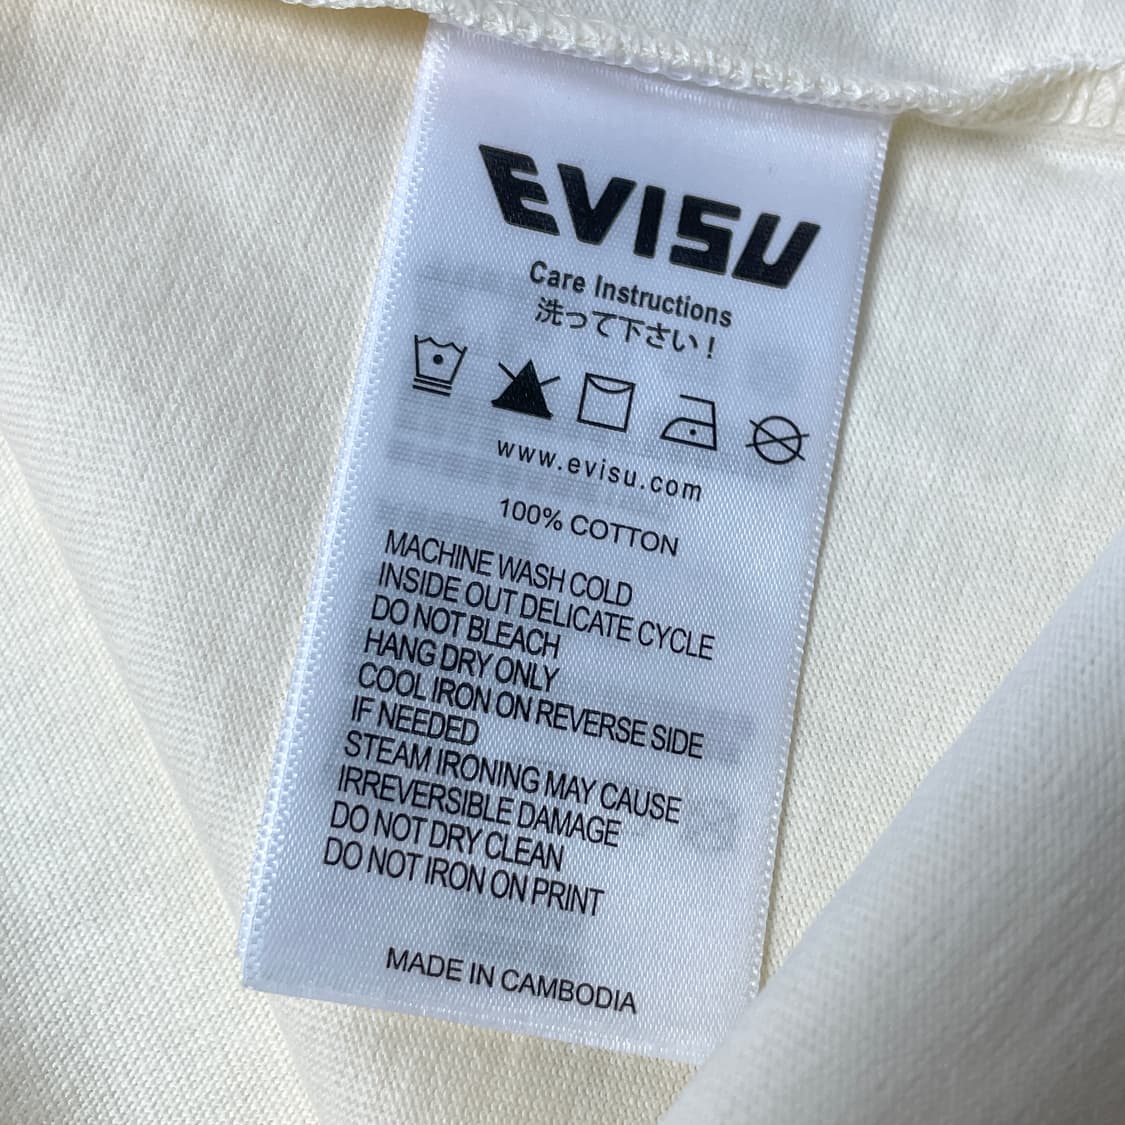 EVISU
Care Instructions
洗って下さい！
www.evisu.com
100% COTTON
MACHINE WASH COLD
INSIDE OUT DELICATE CYCLE
DO NOT BLEACH
HANG DRY ONLY
COOL IRON ON REVERSE SIDE
IF NEEDED
STEAM IRONING MAY CAUSE
IRREVERSIBLE DAMAGE
DO NOT DRY CLEAN
DO NOT IRON ON PRINT
MADE IN CAMBODIA